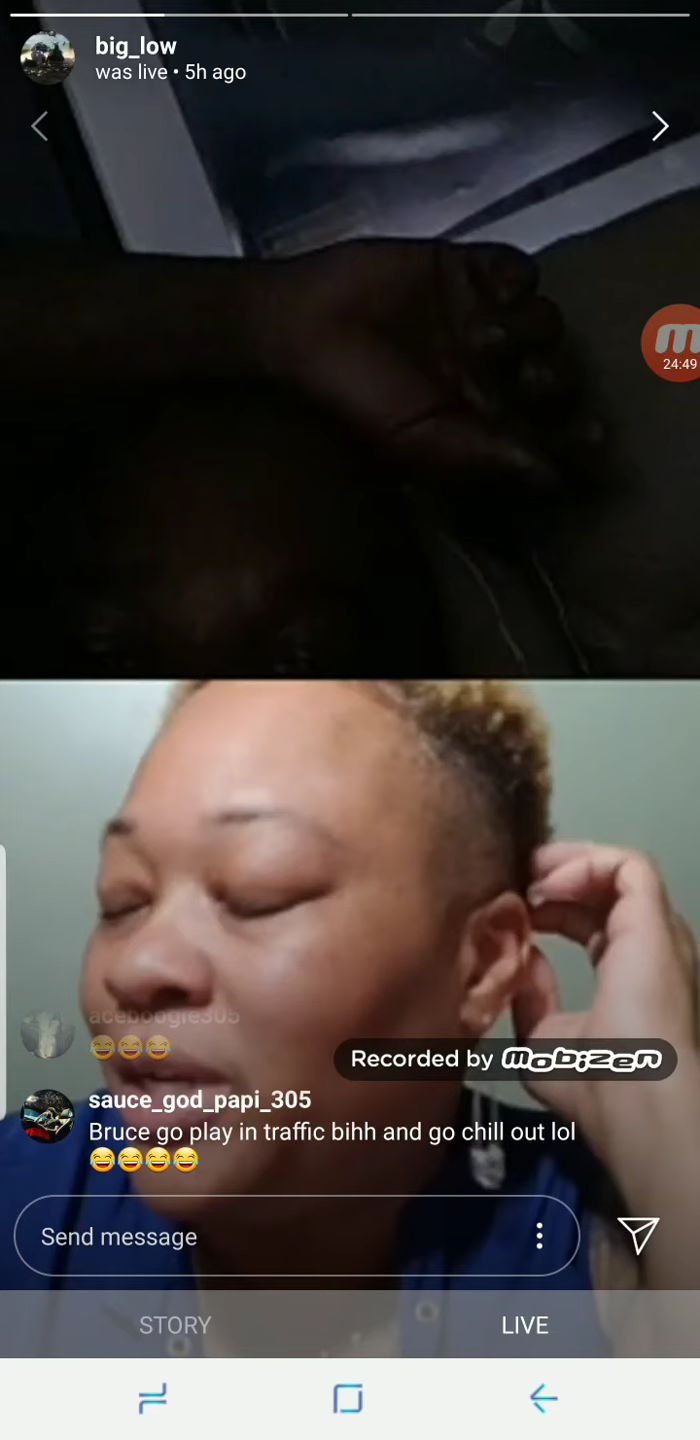 big_low
was live • 5h ago
24:49
aceboogie305
😂😂😂
Recorded by mobizen
sauce_god_papi_305
Bruce go play in traffic bihh and go chill out lol
😂😂😂😂
Send message
STORY LIVE